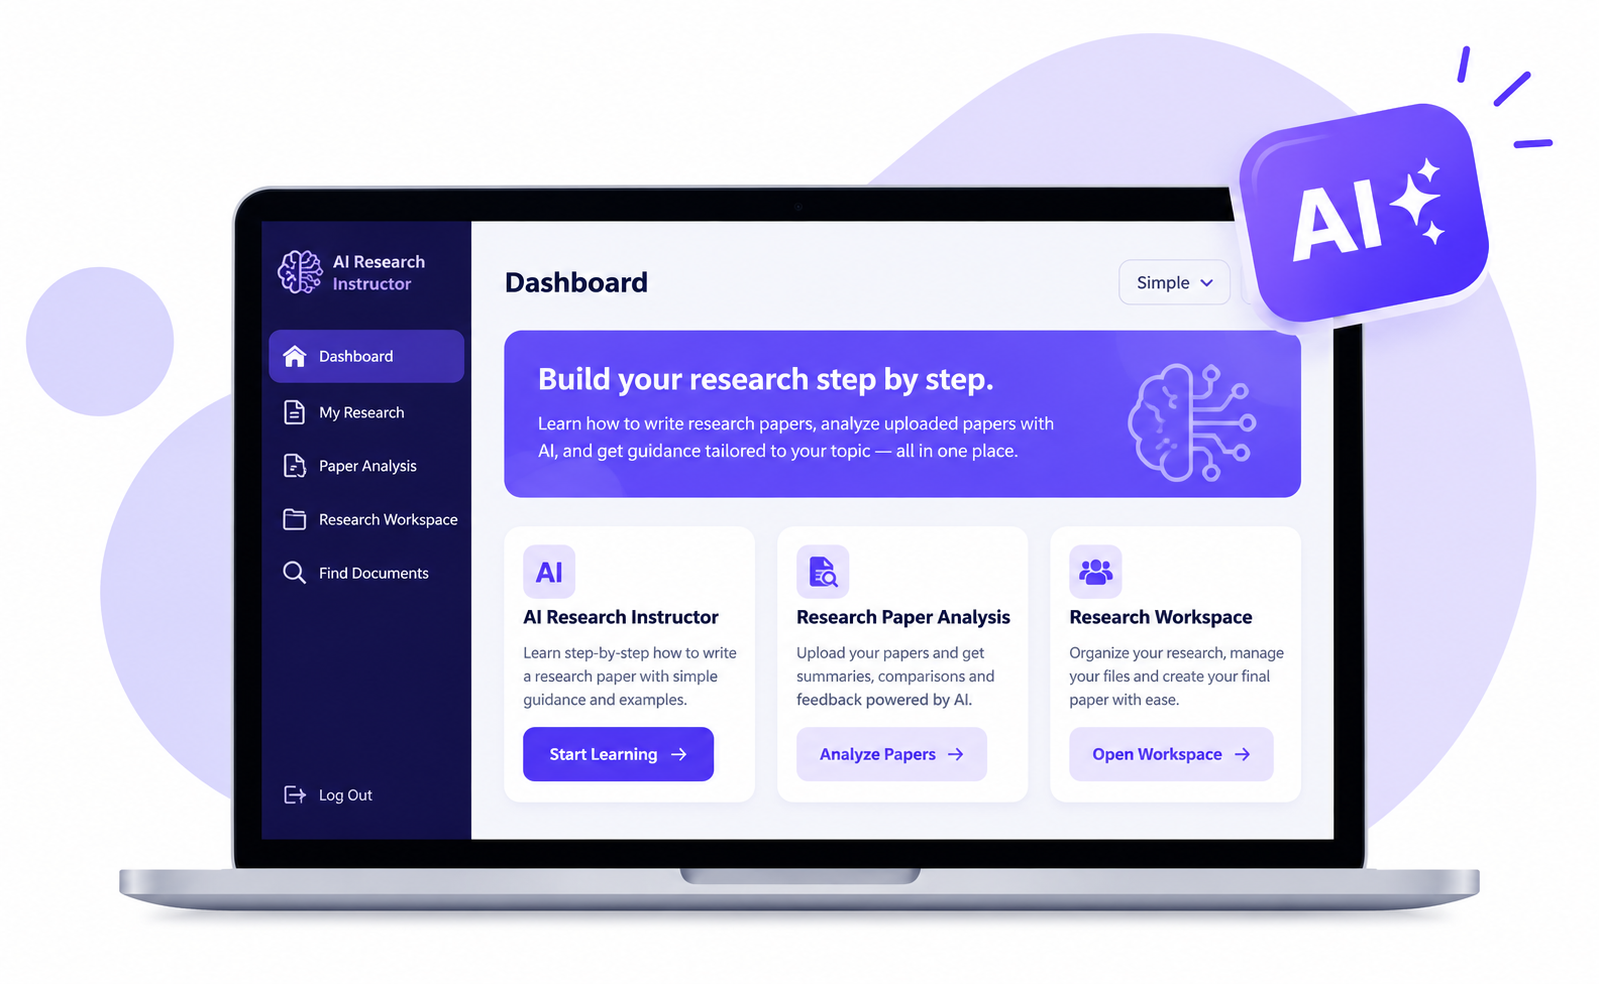 AI
AI Research
Instructor
Dashboard
My Research
Paper Analysis
Research Workspace
Find Documents
Log Out
Dashboard
Simple
Build your research step by step.
Learn how to write research papers, analyze uploaded papers with
AI, and get guidance tailored to your topic — all in one place.
AI
AI Research Instructor
Learn step-by-step how to write
a research paper with simple
guidance and examples.
Start Learning
Research Paper Analysis
Upload your papers and get
summaries, comparisons and
feedback powered by AI.
Analyze Papers
Research Workspace
Organize your research, manage
your files and create your final
paper with ease.
Open Workspace